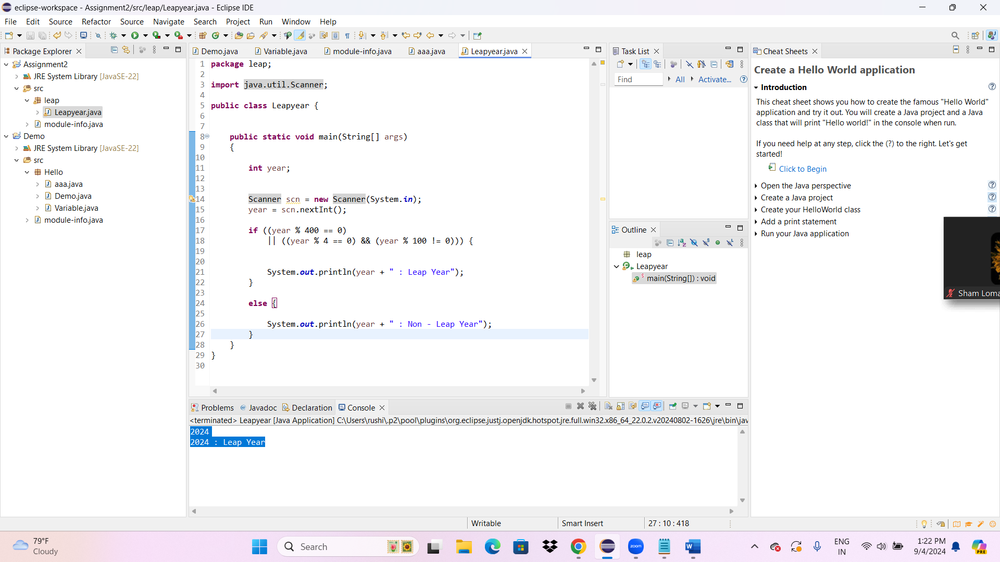 eclipse-workspace - Assignment2/src/leap/Leapyear.java - Eclipse IDE
File Edit Source Refactor Source Navigate Search Project Run Window Help
Package Explorer
Assignment2
JRE System Library [JavaSE-22]
src
leap
Leapyear.java
module-info.java
Demo
JRE System Library [JavaSE-22]
src
Hello
aaa.java
Demo.java
Variable.java
module-info.java
Demo.java Variable.java module-info.java aaa.java Leapyear.java
1 package leap;
2
3 import java.util.Scanner;
4
5 public class Leapyear {
6
7
8 public static void main(String[] args)
9 {
10
11 int year;
12
13
14 Scanner scn = new Scanner(System.in);
15 year = scn.nextInt();
16
17 if ((year % 400 == 0)
18 || ((year % 4 == 0) && (year % 100 != 0))) {
19
20
21 System.out.println(year + " : Leap Year");
22 }
23
24 else {
25
26 System.out.println(year + " : Non - Leap Year");
27 }
28 }
29 }
30
Task List
Find All Activate...
Outline
leap
Leapyear
main(String[]) : void
Cheat Sheets
Create a Hello World application
Introduction
This cheat sheet shows you how to create the famous "Hello World"
application and try it out. You will create a Java project and a Java
class that will print "Hello world!" in the console when run.
If you need help at any step, click the (?) to the right. Let's get
started!
Click to Begin
Open the Java perspective
Create a Java project
Create your HelloWorld class
Add a print statement
Run your Java application
Sham Loma
Problems Javadoc Declaration Console
<terminated> Leapyear [Java Application] C:\Users\rushi\.p2\pool\plugins\org.eclipse.justj.openjdk.hotspot.jre.full.win32.x86_64_22.0.2.v20240802-1626\jre\bin\jav
2024
2024 : Leap Year
Writable Smart Insert 27 : 10 : 418
79°F
Cloudy
Search
zoom
ENG
IN
1:22 PM
9/4/2024
PRE